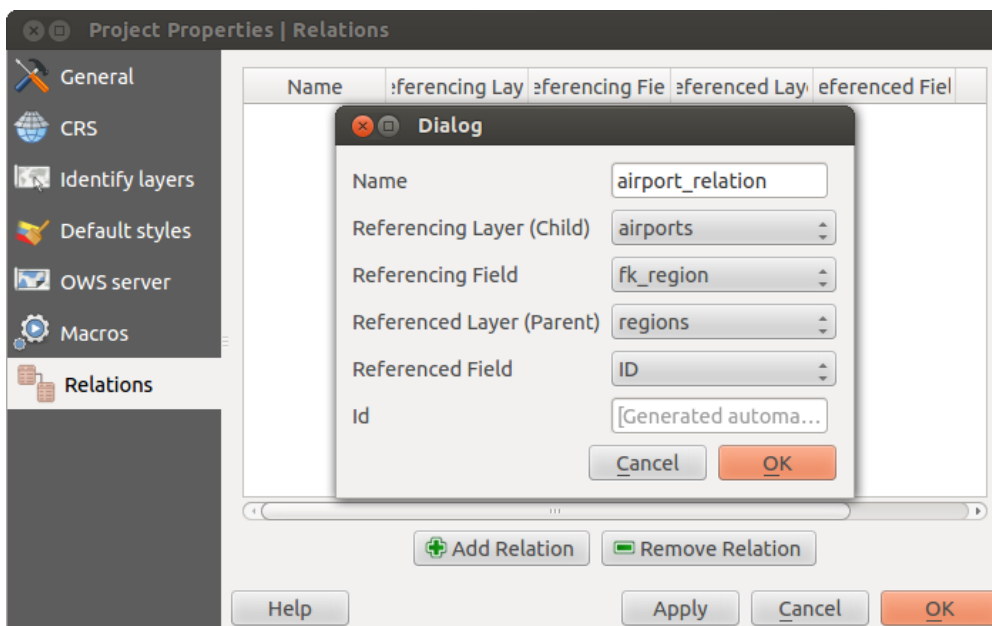 Project Properties | Relations
General
CRS
Identify layers
Default styles
OWS server
Macros
Relations
Name eferencing Lay eferencing Fie eferenced Lay eferenced Fiel
Dialog
Name airport_relation
Referencing Layer (Child) airports
Referencing Field fk_region
Referenced Layer (Parent) regions
Referenced Field ID
Id [Generated automa...
Cancel OK
Add Relation Remove Relation
Help Apply Cancel OK